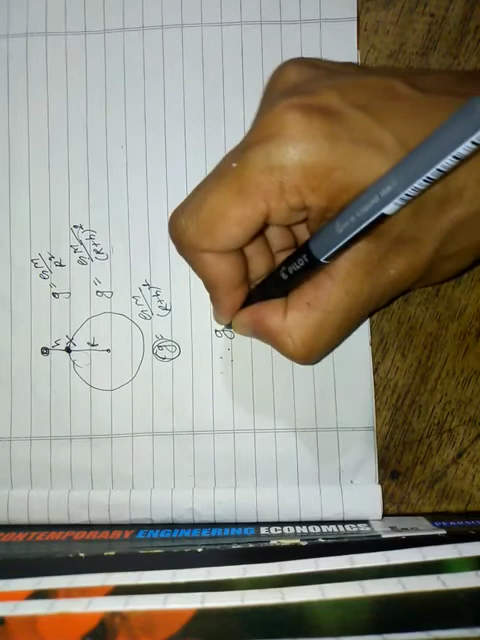 g = GM/R²
g = GM/(R+h)²
h
R
g = GM/(R+h)²
∴ g
PILOT
CONTEMPORARY ENGINEERING ECONOMICS